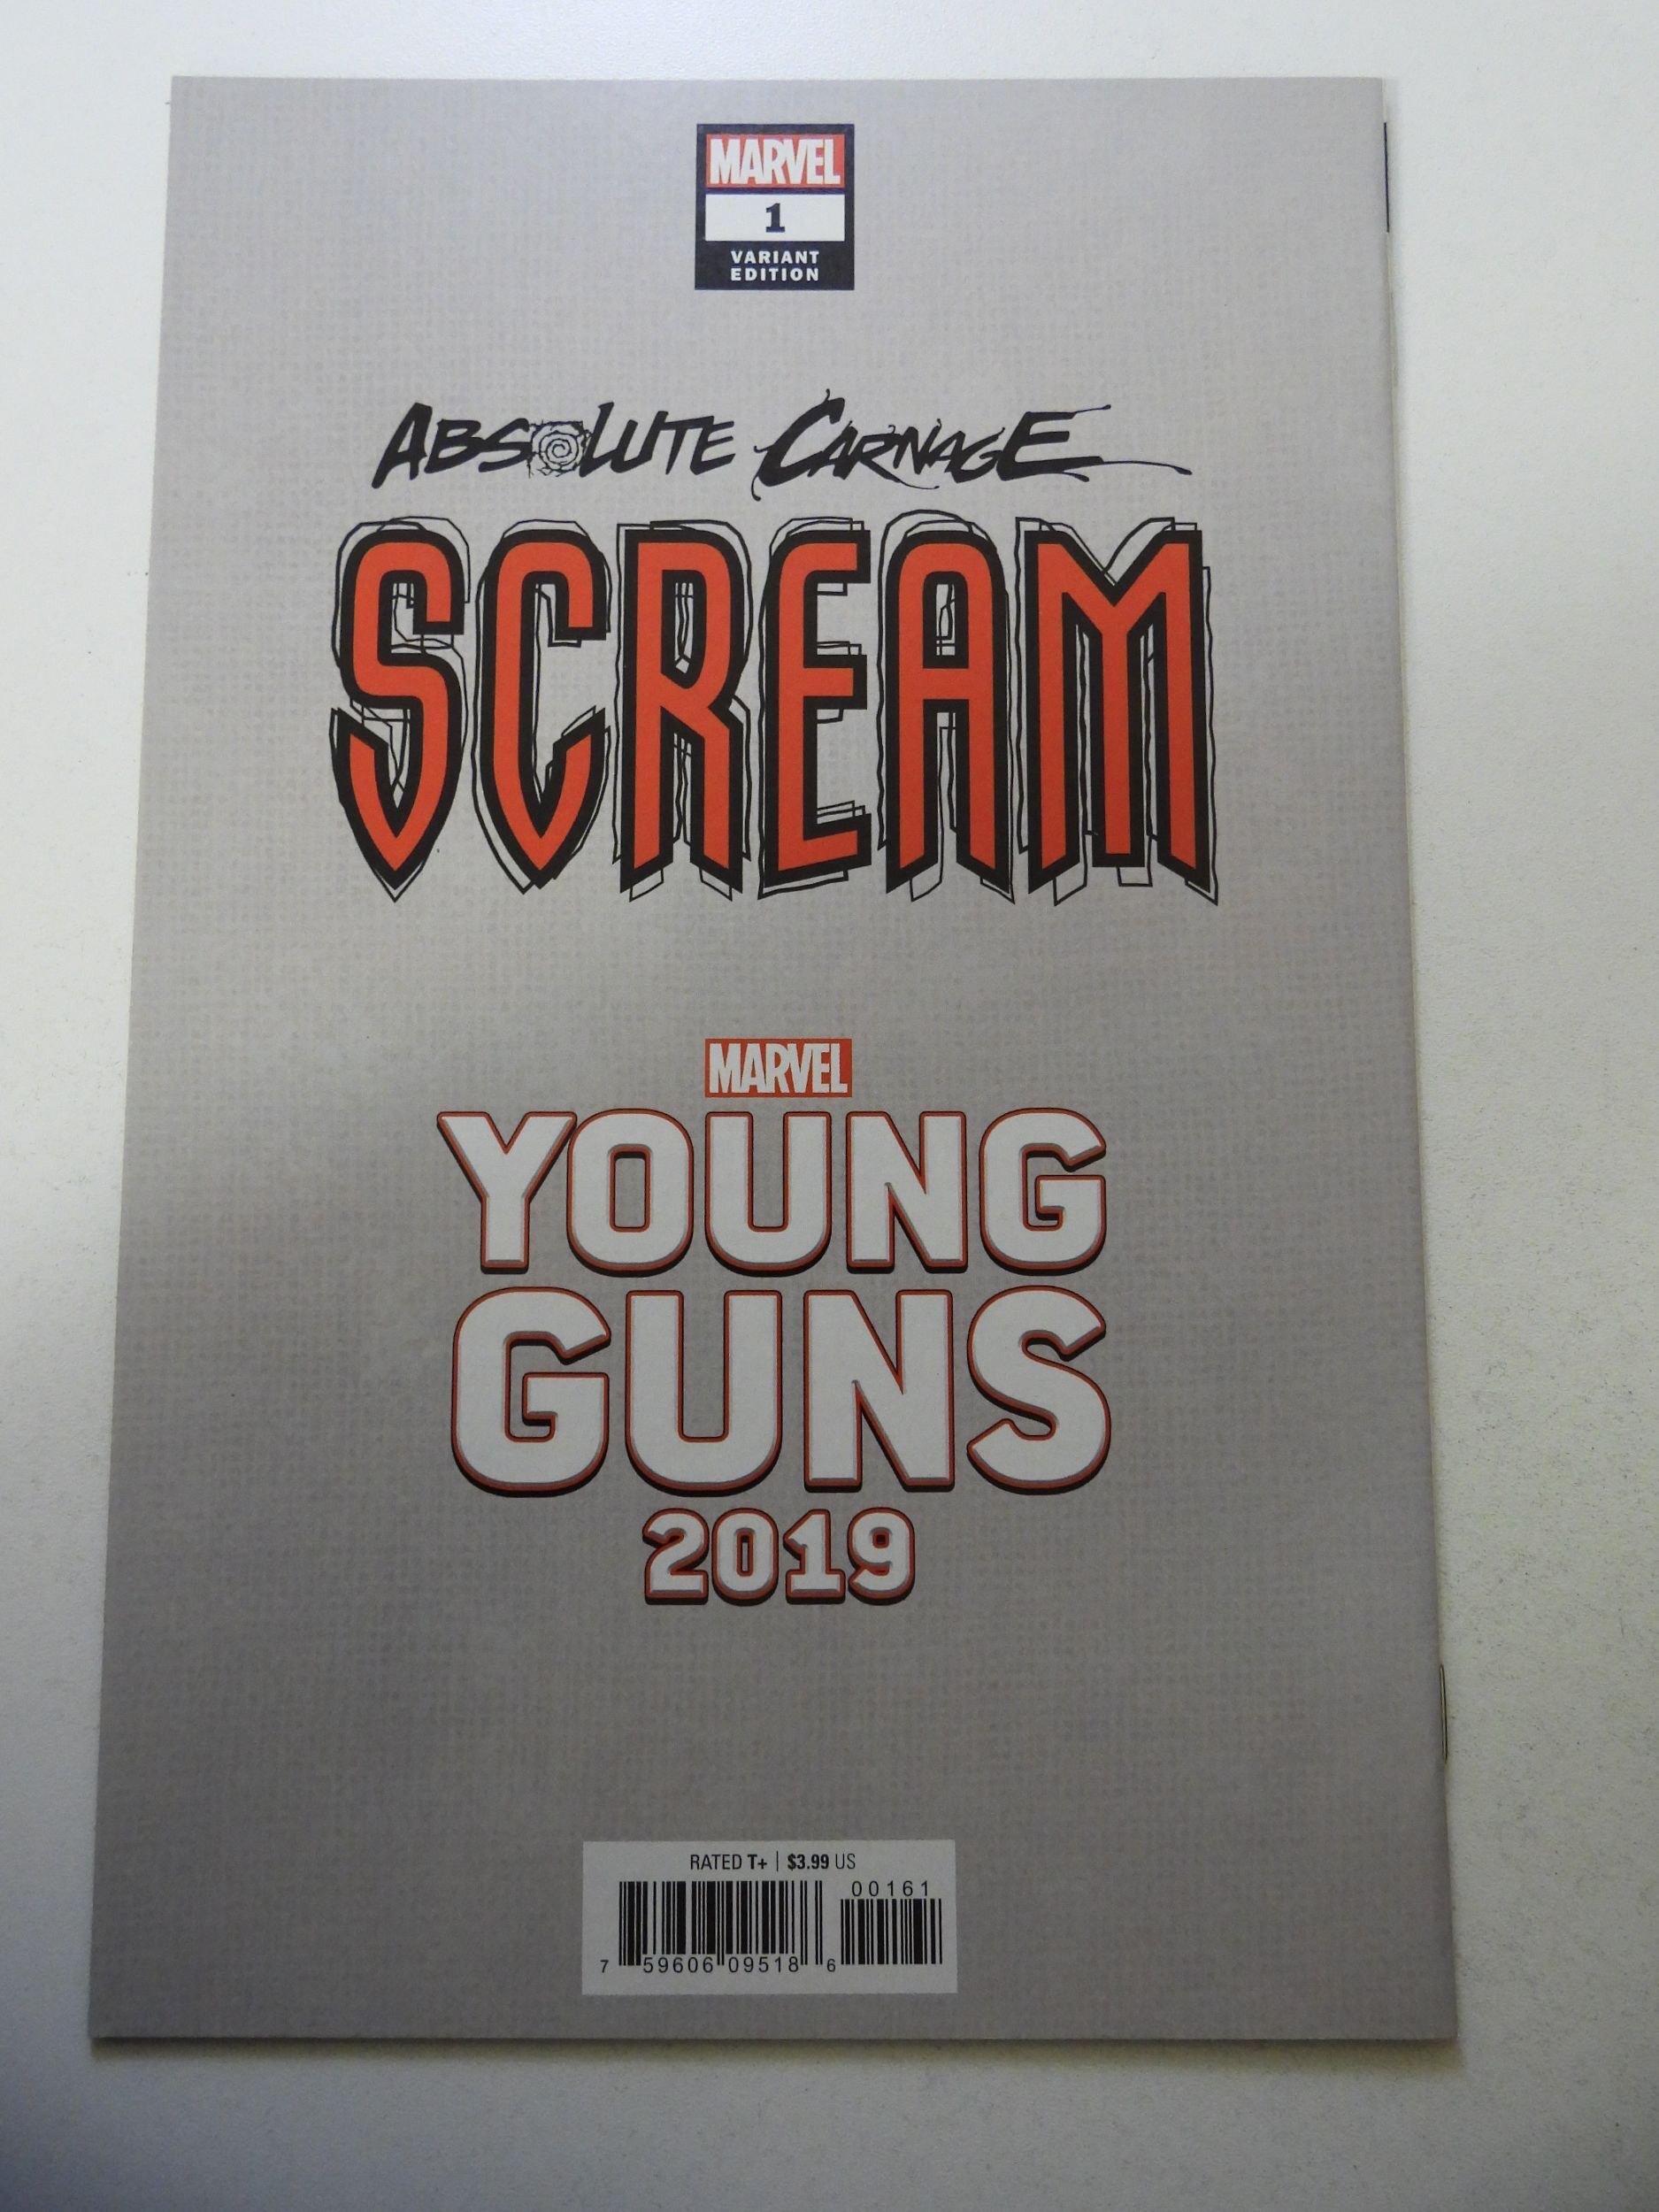 MARVEL
1
VARIANT
EDITION
ABSOLUTE CARNAGE
SCREAM
MARVEL
YOUNG
GUNS
2019
RATED T+ | $3.99 US
00161
7 59606 09518 6